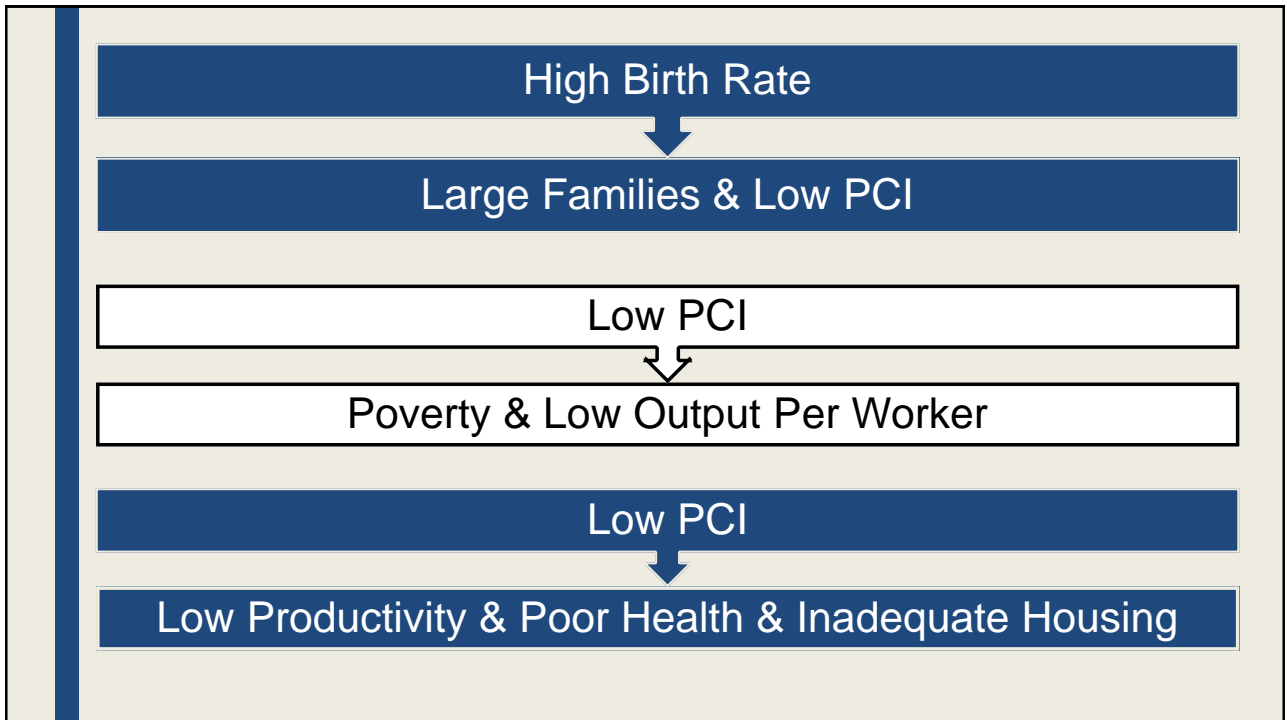 High Birth Rate
Large Families & Low PCI
Low PCI
Poverty & Low Output Per Worker
Low PCI
Low Productivity & Poor Health & Inadequate Housing